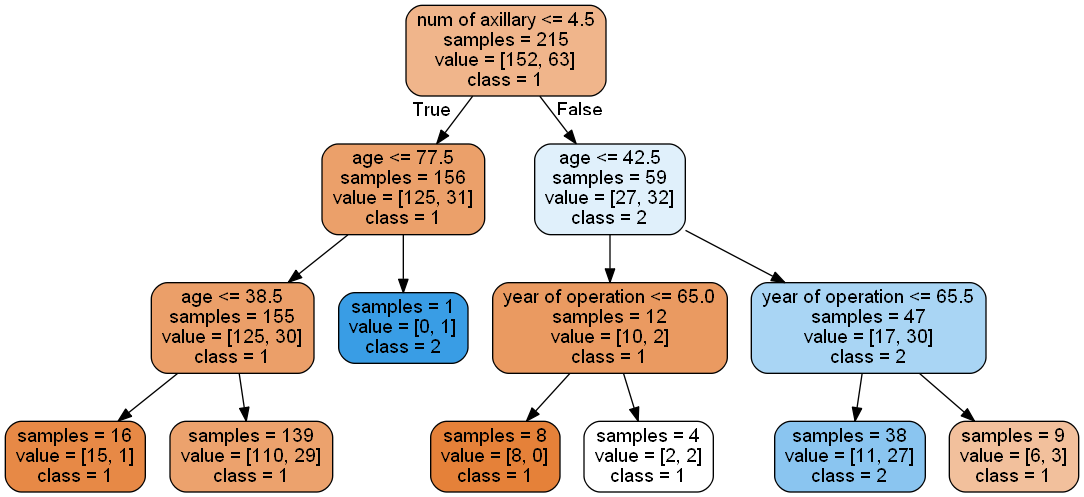 num of axillary <= 4.5
samples = 215
value = [152, 63]
class = 1
True
False
age <= 77.5
samples = 156
value = [125, 31]
class = 1
age <= 42.5
samples = 59
value = [27, 32]
class = 2
age <= 38.5
samples = 155
value = [125, 30]
class = 1
samples = 1
value = [0, 1]
class = 2
year of operation <= 65.0
samples = 12
value = [10, 2]
class = 1
year of operation <= 65.5
samples = 47
value = [17, 30]
class = 2
samples = 16
value = [15, 1]
class = 1
samples = 139
value = [110, 29]
class = 1
samples = 8
value = [8, 0]
class = 1
samples = 4
value = [2, 2]
class = 1
samples = 38
value = [11, 27]
class = 2
samples = 9
value = [6, 3]
class = 1